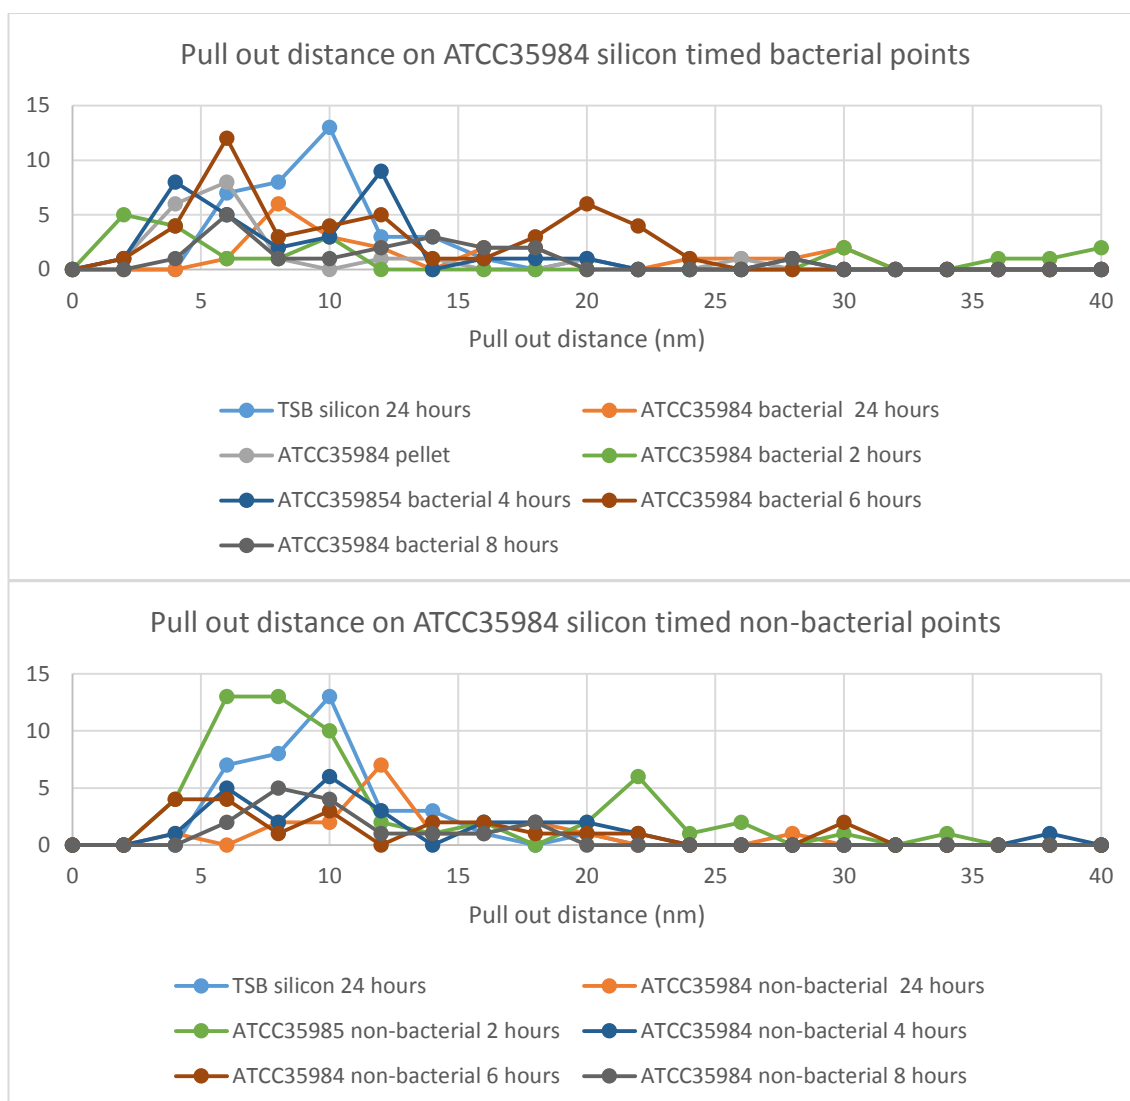 Pull out distance on ATCC35984 silicon timed bacterial points
15
10
5
0
0 5 10 15 20 25 30 35 40
Pull out distance (nm)
TSB silicon 24 hours ATCC35984 bacterial  24 hours
ATCC35984 pellet ATCC35984 bacterial 2 hours
ATCC359854 bacterial 4 hours ATCC35984 bacterial 6 hours
ATCC35984 bacterial 8 hours
Pull out distance on ATCC35984 silicon timed non-bacterial points
15
10
5
0
0 5 10 15 20 25 30 35 40
Pull out distance (nm)
TSB silicon 24 hours ATCC35984 non-bacterial  24 hours
ATCC35985 non-bacterial 2 hours ATCC35984 non-bacterial 4 hours
ATCC35984 non-bacterial 6 hours ATCC35984 non-bacterial 8 hours